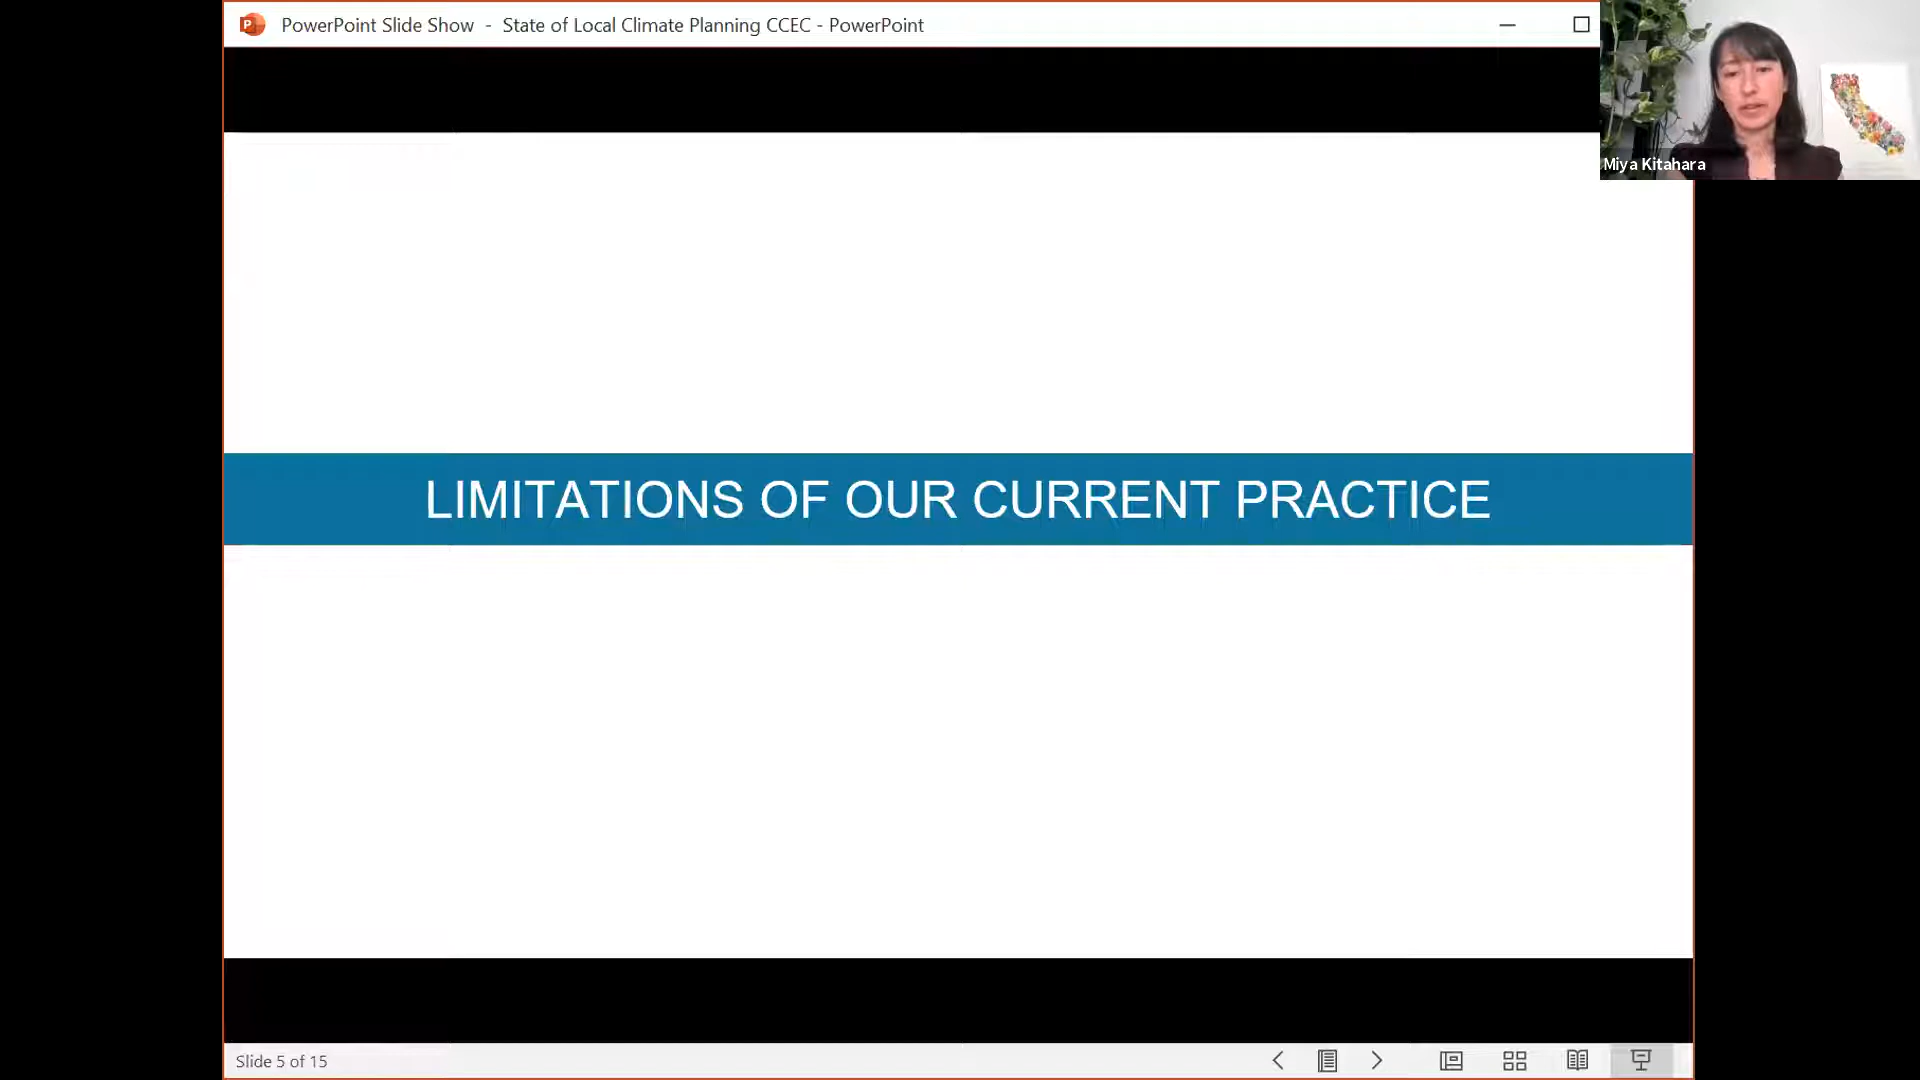 PowerPoint Slide Show - State of Local Climate Planning CCEC - PowerPoint
Miya Kitahara
LIMITATIONS OF OUR CURRENT PRACTICE
Slide 5 of 15